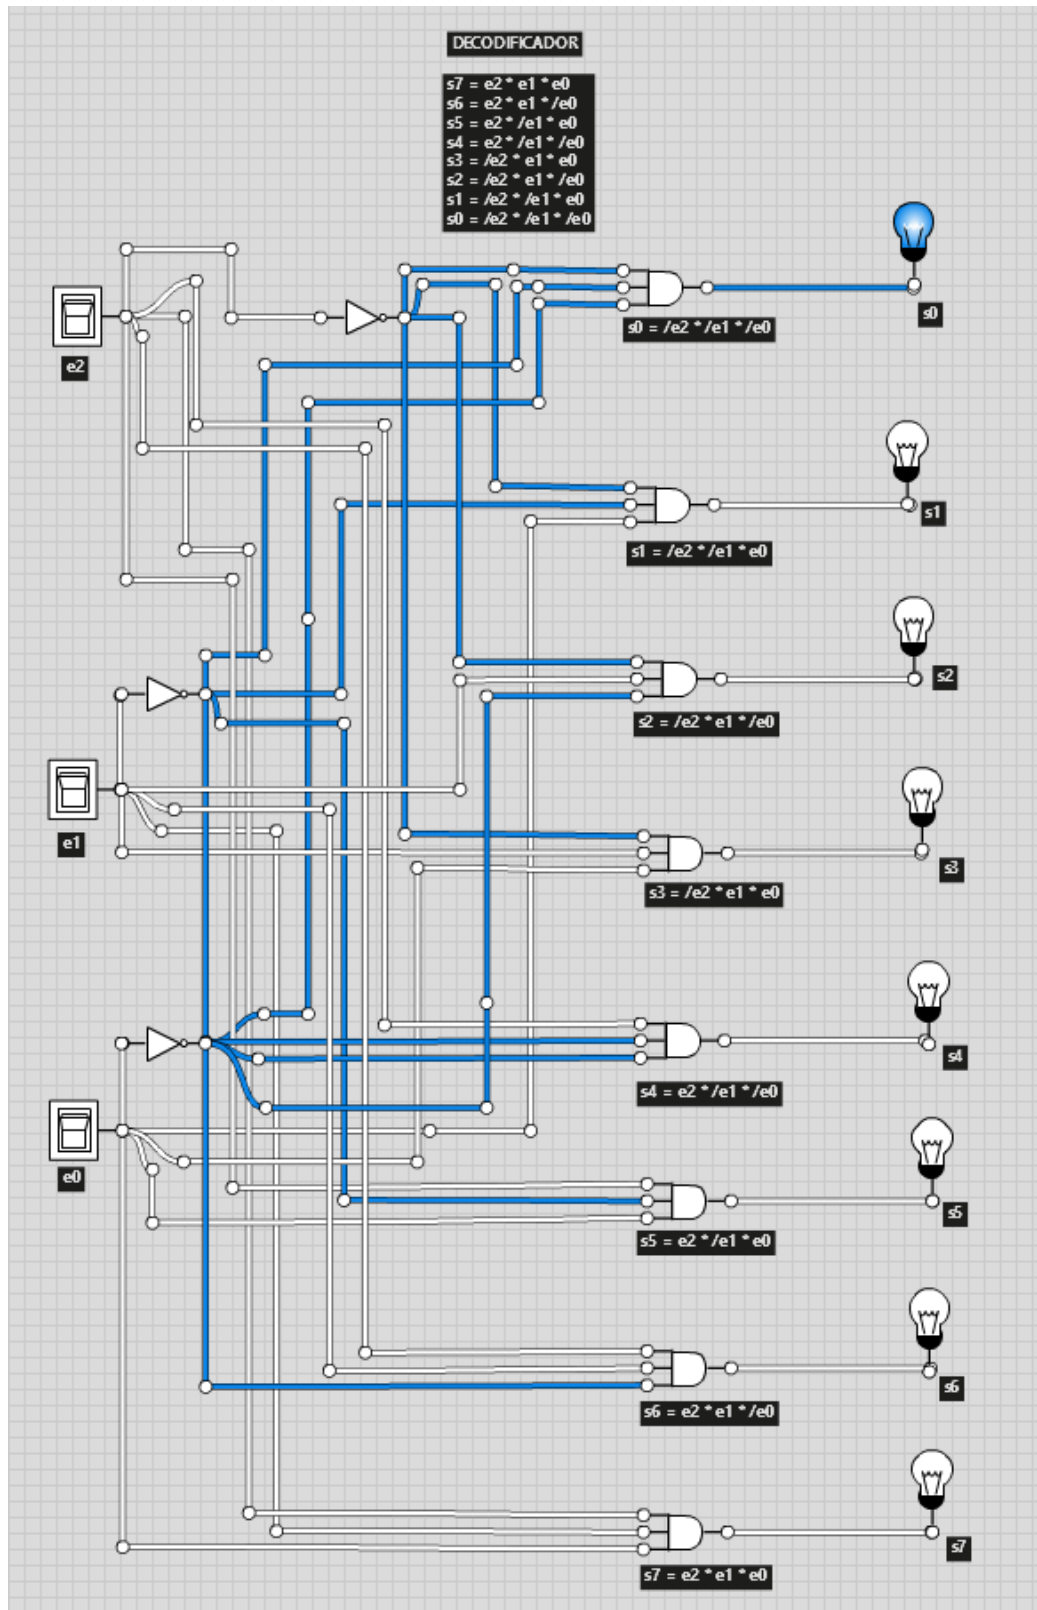 DECODIFICADOR
s7 = e2 * e1 * e0
s6 = e2 * e1 * /e0
s5 = e2 * /e1 * e0
s4 = e2 * /e1 * /e0
s3 = /e2 * e1 * e0
s2 = /e2 * e1 * /e0
s1 = /e2 * /e1 * e0
s0 = /e2 * /e1 * /e0
s0
s0 = /e2 * /e1 * /e0
e2
s1
s1 = /e2 * /e1 * e0
s2
s2 = /e2 * e1 * /e0
e1
s3
s3 = /e2 * e1 * e0
s4
s4 = e2 * /e1 * /e0
e0
s5
s5 = e2 * /e1 * e0
s6
s6 = e2 * e1 * /e0
s7
s7 = e2 * e1 * e0